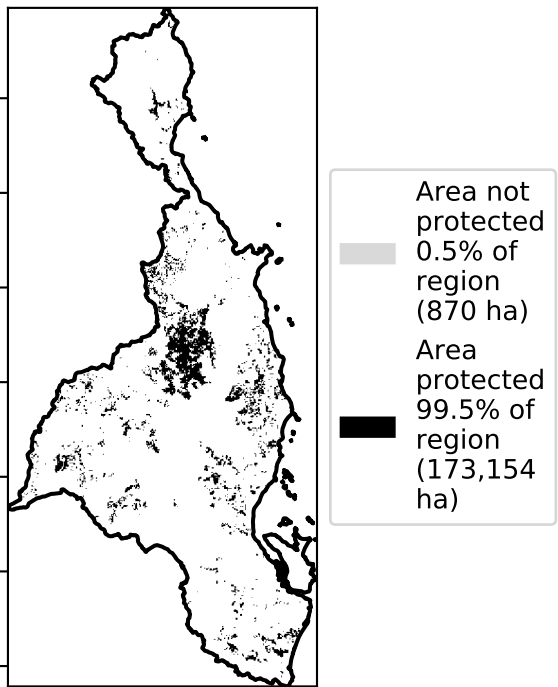 Area not
protected
0.5% of
region
(870 ha)
Area
protected
99.5% of
region
(173,154
ha)